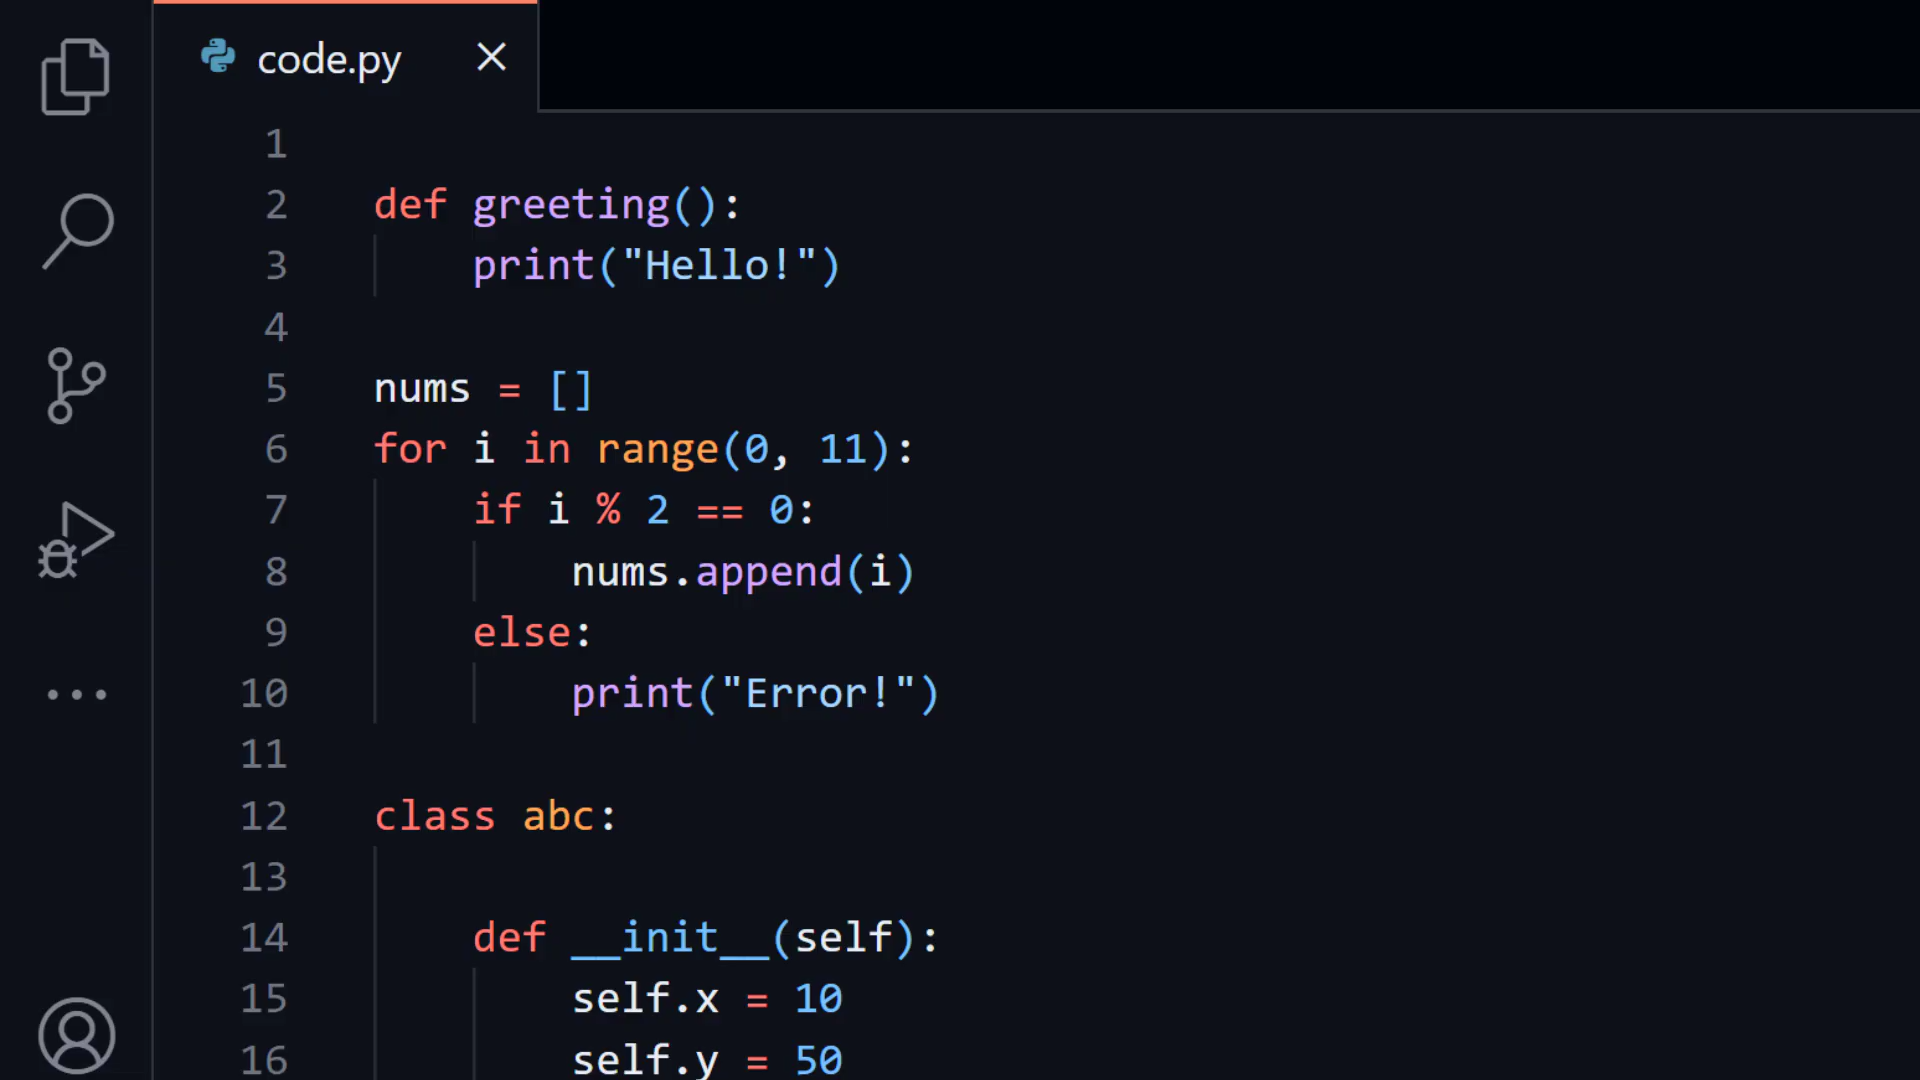 code.py
1
2 def greeting():
3     print("Hello!")
4
5 nums = []
6 for i in range(0, 11):
7     if i % 2 == 0:
8         nums.append(i)
9     else:
10         print("Error!")
11
12 class abc:
13
14     def __init__(self):
15         self.x = 10
16         self.y = 50